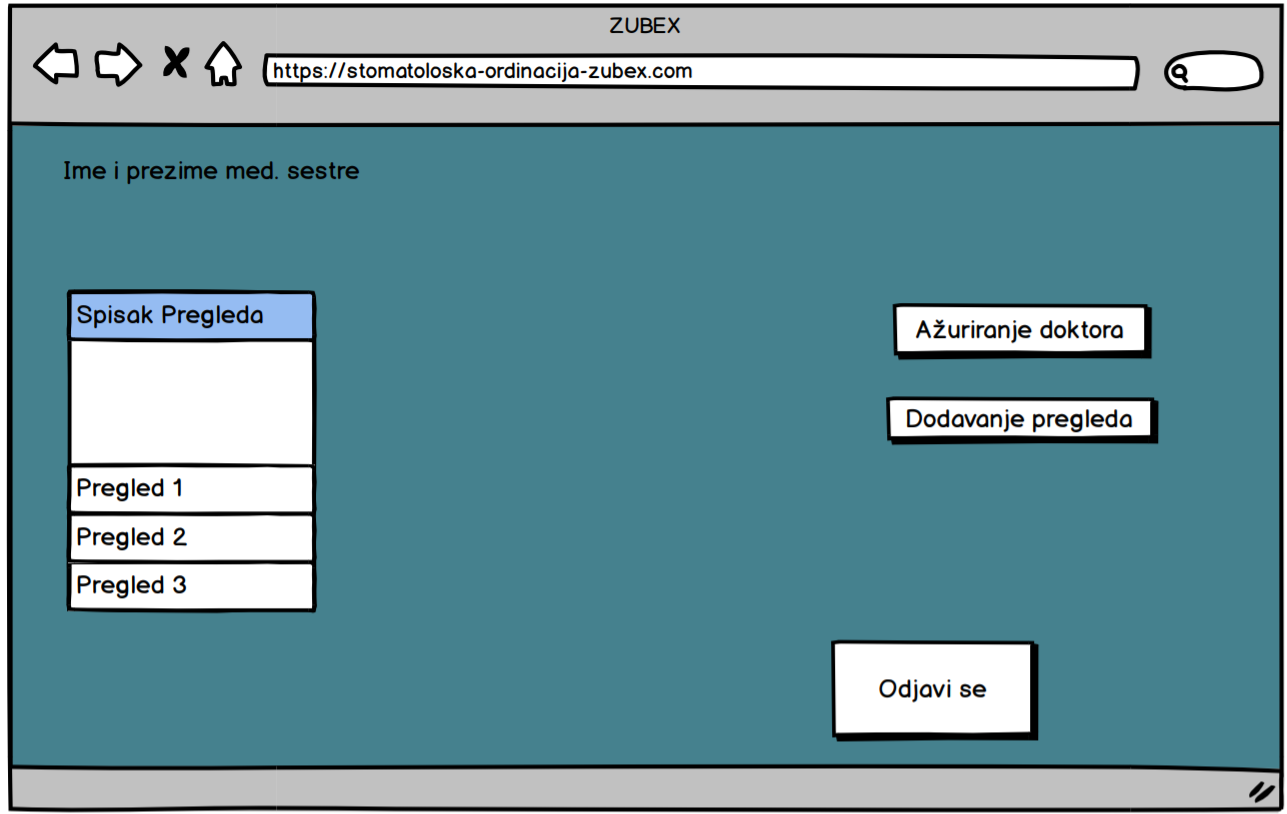 ZUBEX
https://stomatoloska-ordinacija-zubex.com
Ime i prezime med. sestre
Spisak Pregleda
Pregled 1
Pregled 2
Pregled 3
Ažuriranje doktora
Dodavanje pregleda
Odjavi se